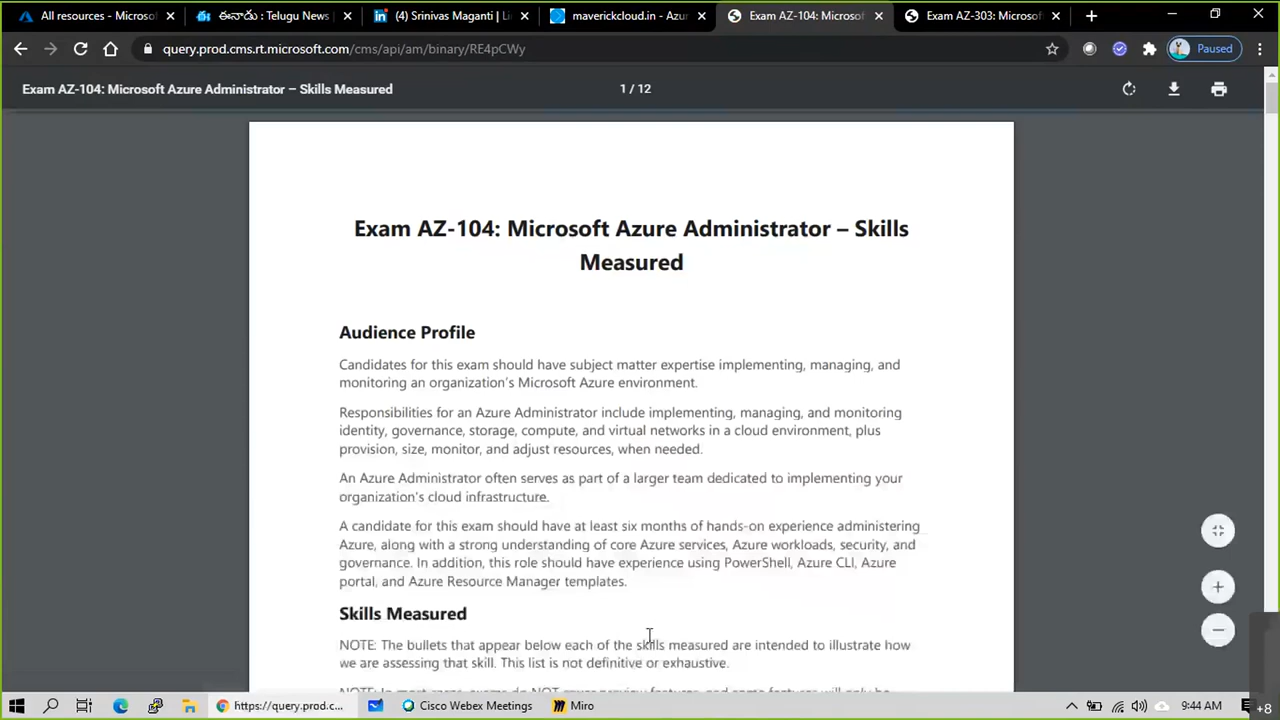 All resources - Microso
ఈనాడు : Telugu News
(4) Srinivas Maganti | Li
maverickcloud.in - Azur
Exam AZ-104: Microsof
Exam AZ-303: Microsof
query.prod.cms.rt.microsoft.com/cms/api/am/binary/RE4pCWy
Paused
Exam AZ-104: Microsoft Azure Administrator – Skills Measured
1 / 12
Exam AZ-104: Microsoft Azure Administrator – Skills
Measured
Audience Profile
Candidates for this exam should have subject matter expertise implementing, managing, and
monitoring an organization's Microsoft Azure environment.
Responsibilities for an Azure Administrator include implementing, managing, and monitoring
identity, governance, storage, compute, and virtual networks in a cloud environment, plus
provision, size, monitor, and adjust resources, when needed.
An Azure Administrator often serves as part of a larger team dedicated to implementing your
organization's cloud infrastructure.
A candidate for this exam should have at least six months of hands-on experience administering
Azure, along with a strong understanding of core Azure services, Azure workloads, security, and
governance. In addition, this role should have experience using PowerShell, Azure CLI, Azure
portal, and Azure Resource Manager templates.
Skills Measured
NOTE: The bullets that appear below each of the skills measured are intended to illustrate how
we are assessing that skill. This list is not definitive or exhaustive.
https://query.prod.c...
Cisco Webex Meetings
Miro
9:44 AM
+8